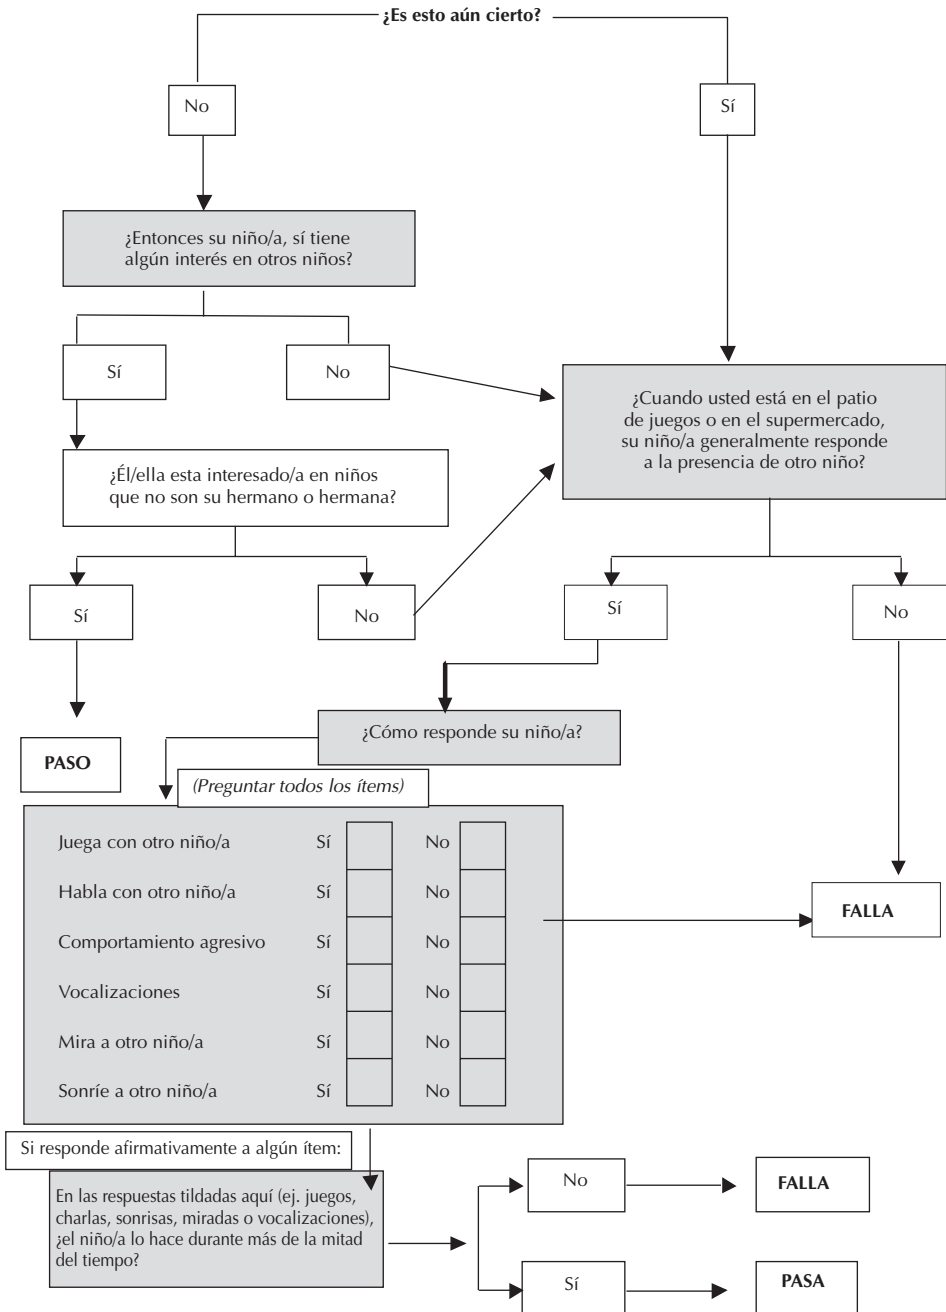 ¿Es esto aún cierto?
No
Sí
¿Entonces su niño/a, sí tiene
algún interés en otros niños?
Sí
No
¿Cuando usted está en el patio
de juegos o en el supermercado,
su niño/a generalmente responde
a la presencia de otro niño?
¿Él/ella esta interesado/a en niños
que no son su hermano o hermana?
Sí
No
Sí
No
¿Cómo responde su niño/a?
PASO
(Preguntar todos los ítems)
Juega con otro niño/a Sí No
Habla con otro niño/a Sí No
Comportamiento agresivo Sí No
Vocalizaciones Sí No
Mira a otro niño/a Sí No
Sonríe a otro niño/a Sí No
FALLA
Si responde afirmativamente a algún ítem:
En las respuestas tildadas aquí (ej. juegos,
charlas, sonrisas, miradas o vocalizaciones),
¿el niño/a lo hace durante más de la mitad
del tiempo?
No
FALLA
Sí
PASA